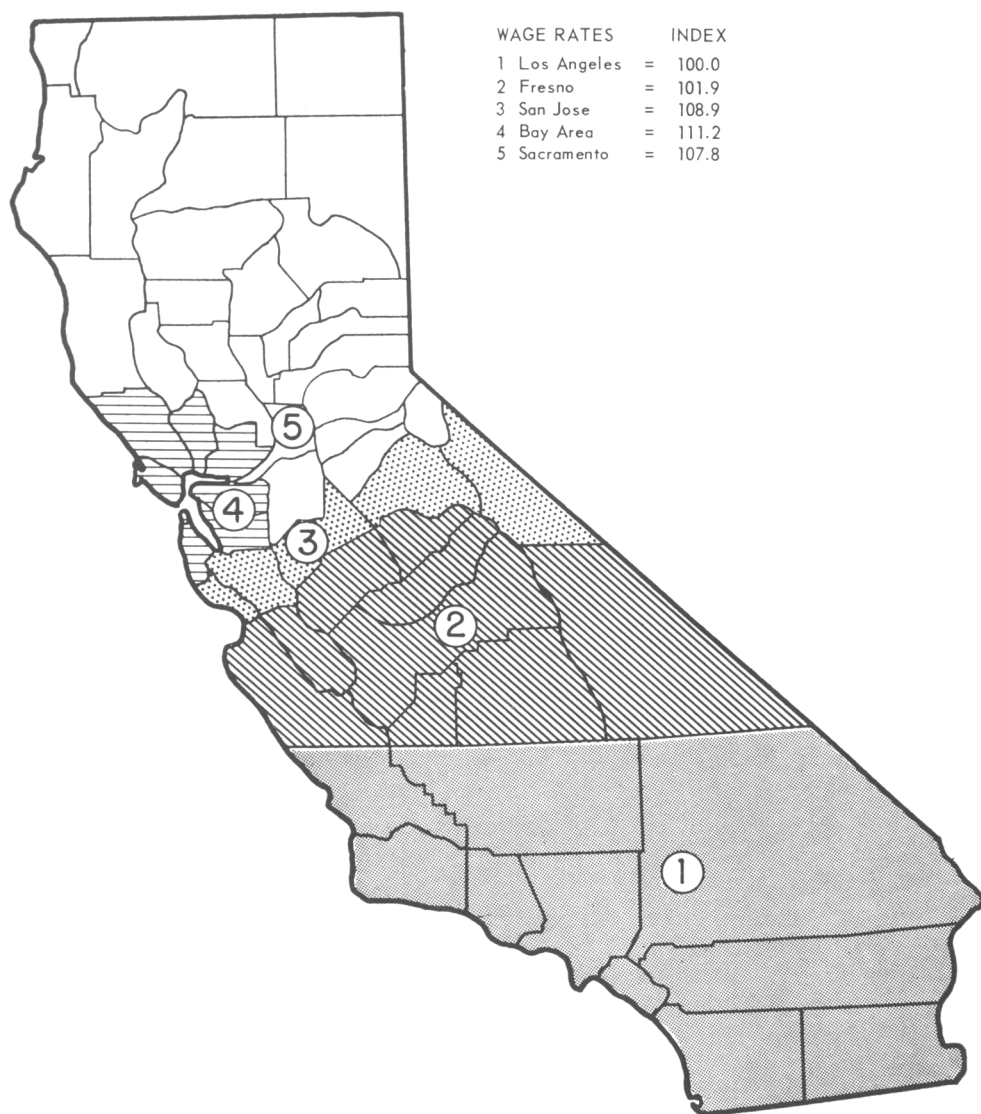 WAGE RATES INDEX
1 Los Angeles = 100.0
2 Fresno = 101.9
3 San Jose = 108.9
4 Bay Area = 111.2
5 Sacramento = 107.8
5
4
3
2
1